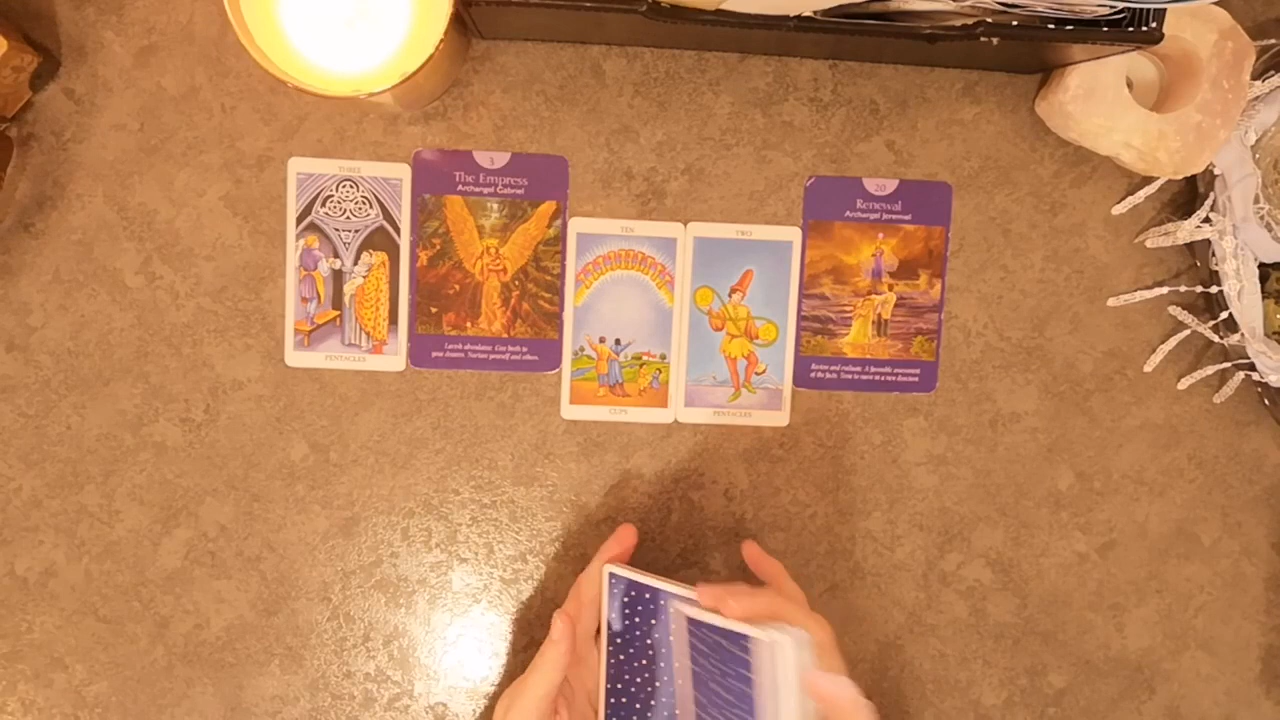 THREE
PENTACLES
3
The Empress
Archangel Gabriel
Lavish abundance. Give birth to
your dreams. Nurture yourself and others.
TEN
CUPS
TWO
PENTACLES
20
Renewal
Archangel Jeremiel
Review and evaluate. A favorable assessment
of the facts. Time to move in a new direction.